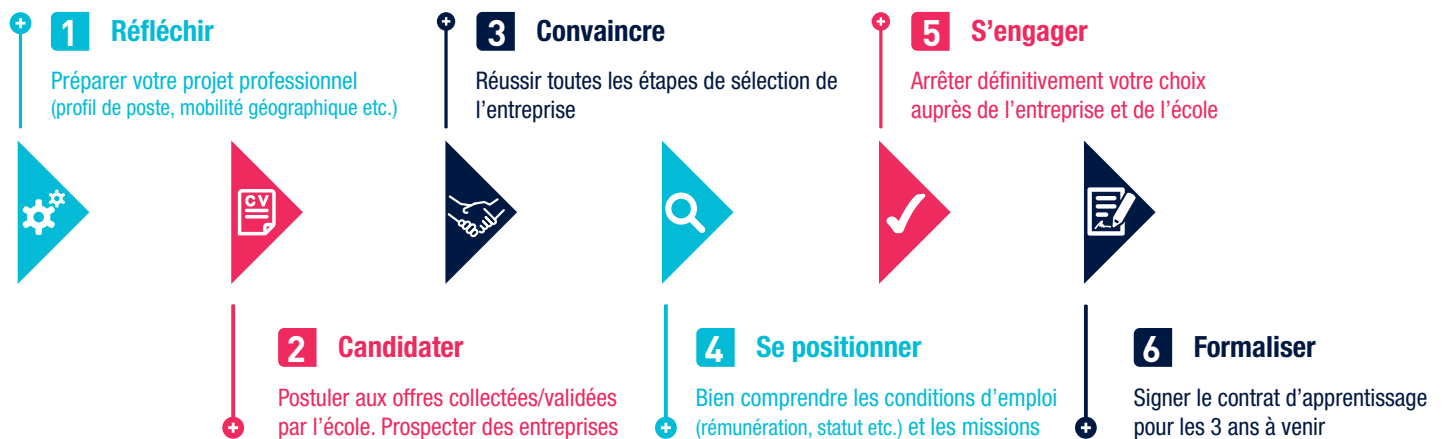 1 Réfléchir
Préparer votre projet professionnel
(profil de poste, mobilité géographique etc.)
3 Convaincre
Réussir toutes les étapes de sélection de
l'entreprise
5 S'engager
Arrêter définitivement votre choix
auprès de l'entreprise et de l'école
CV
2 Candidater
Postuler aux offres collectées/validées
par l'école. Prospecter des entreprises
4 Se positionner
Bien comprendre les conditions d'emploi
(rémunération, statut etc.) et les missions
6 Formaliser
Signer le contrat d'apprentissage
pour les 3 ans à venir